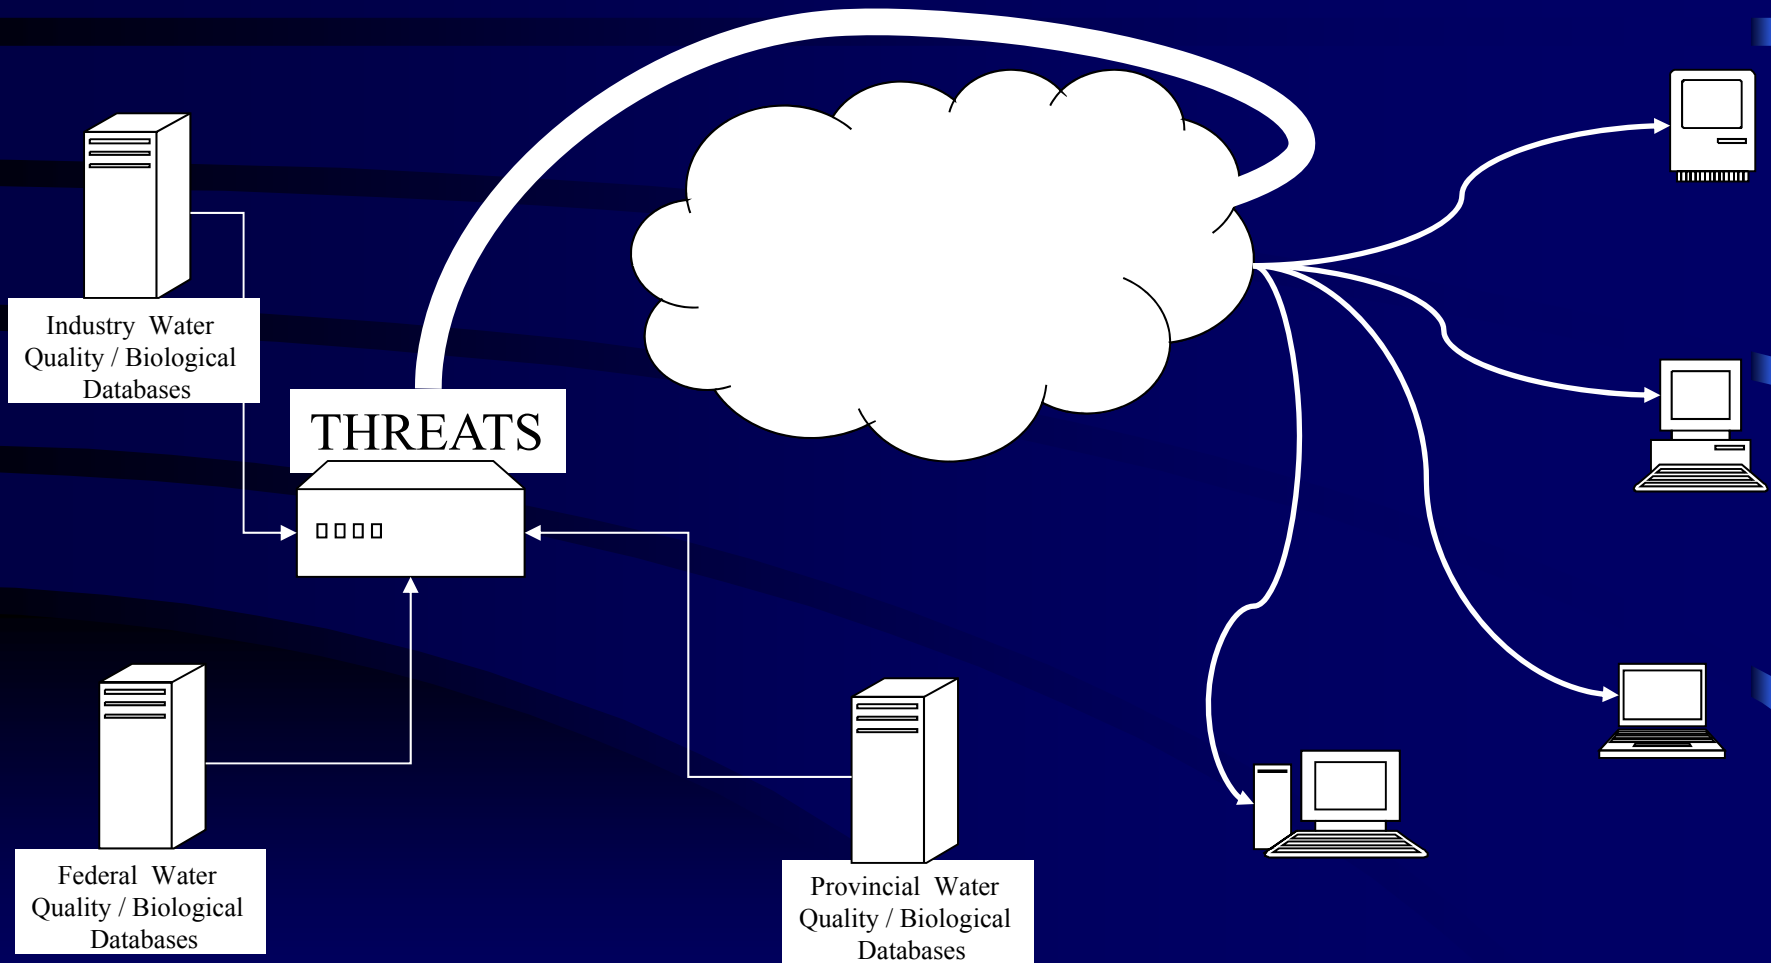 Industry Water
Quality / Biological
Databases
THREATS
Federal Water
Quality / Biological
Databases
Provincial Water
Quality / Biological
Databases